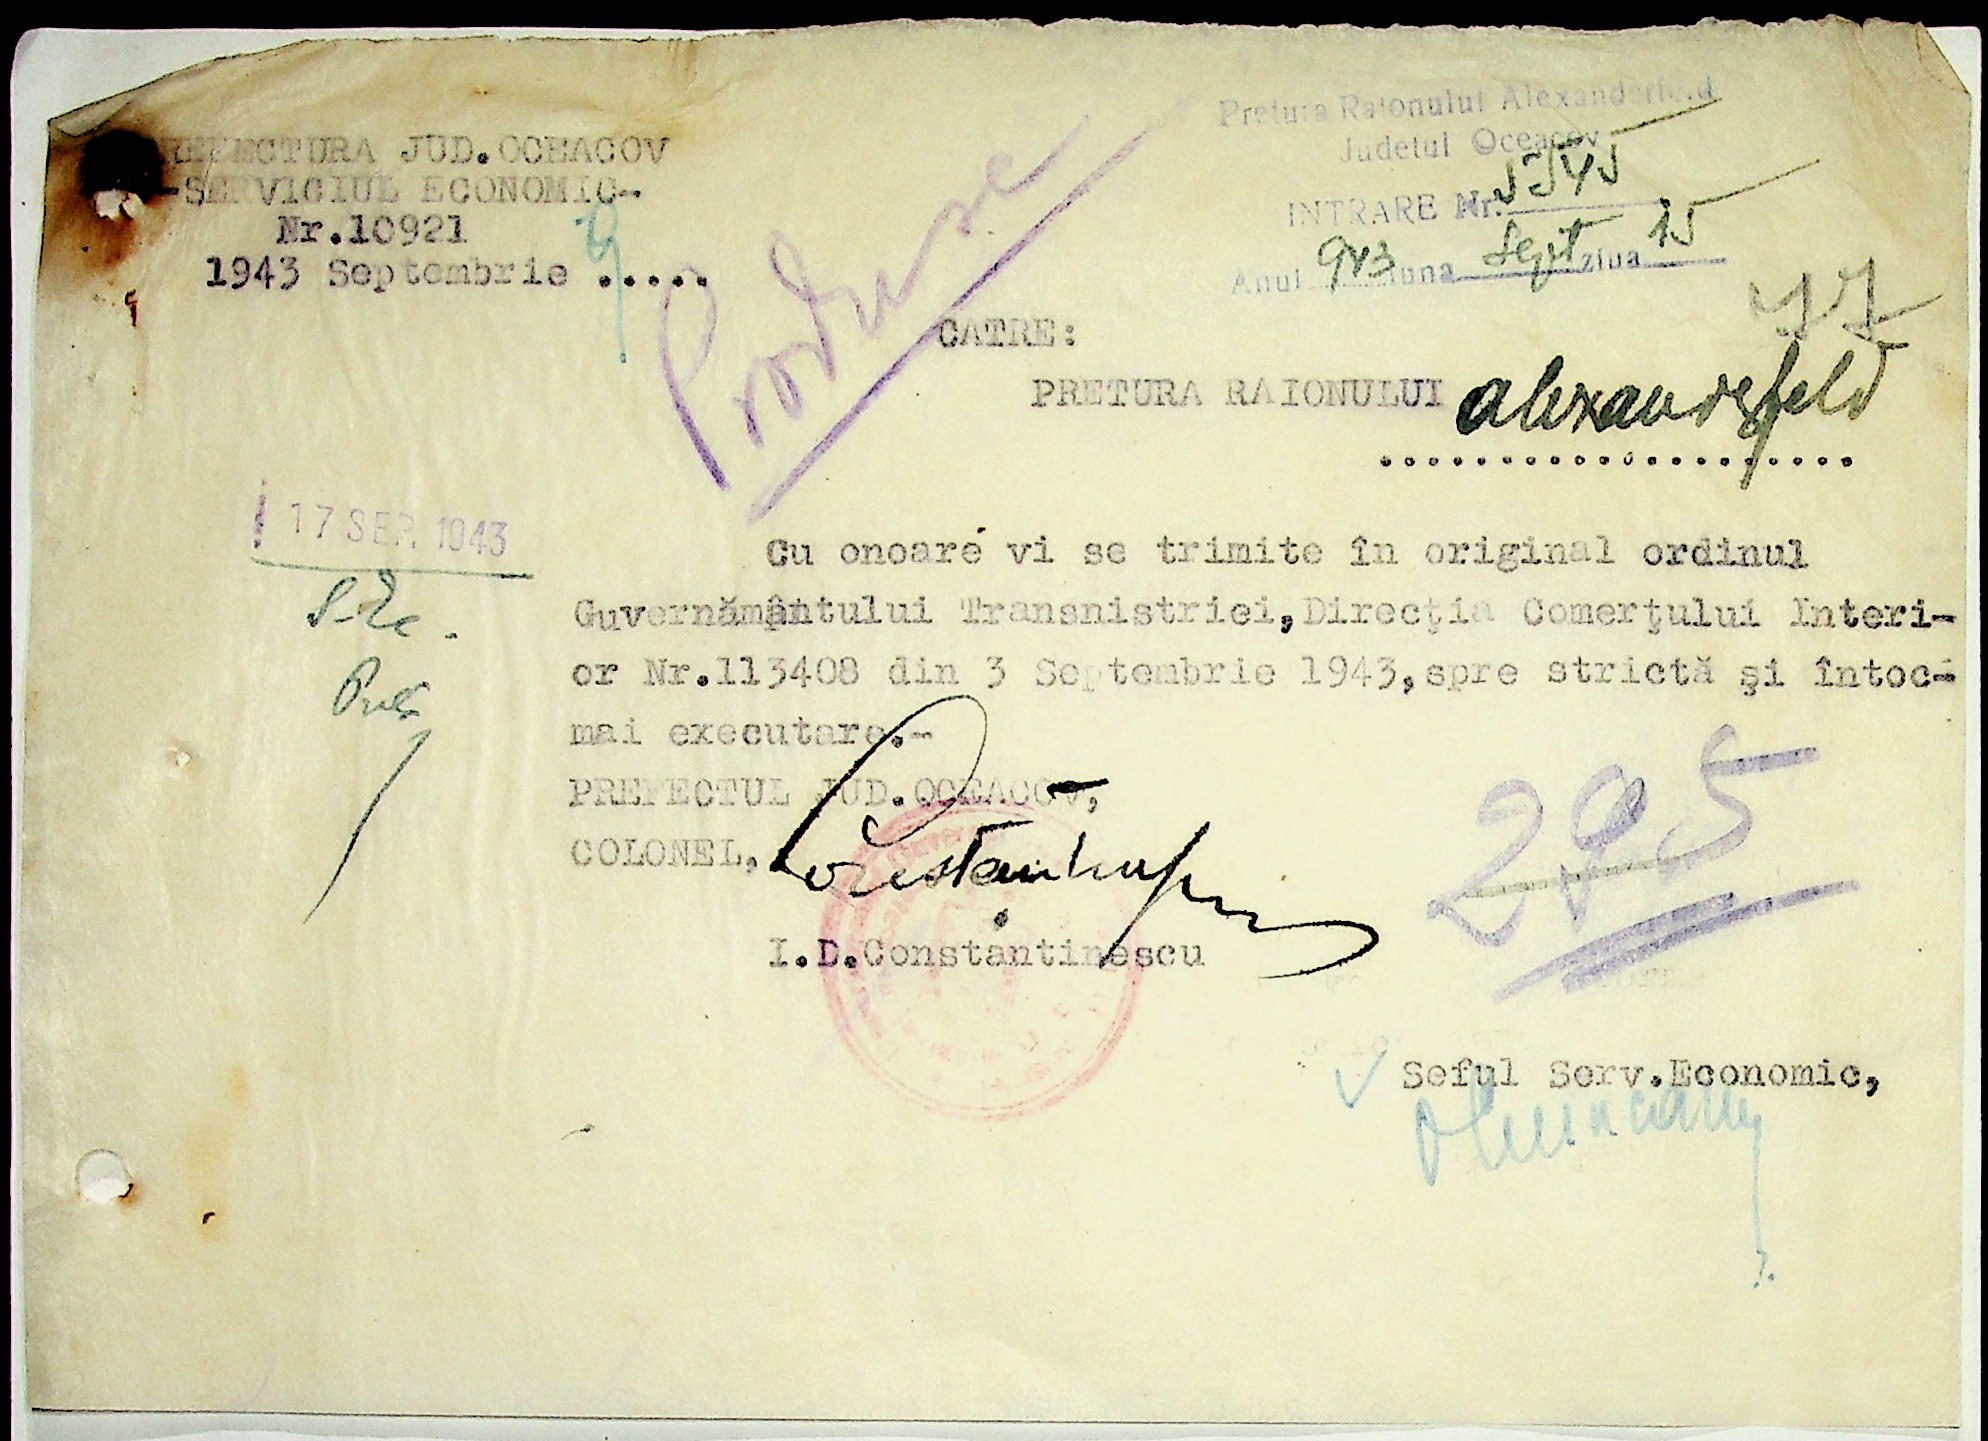 PREFECTURA JUD.OCEACOV
-SERVICIUL ECONOMIC-
Nr.10921
1943 Septembrie 9.....
Pretura Raionului Alexanderfeld
Judetul Oceacov
INTRARE Nr. 5545
Anul 943 luna Sept ziua 15
Produse
CATRE:
PRETURA RAIONULUI Alexanderfeld
17 SEP. 1943
Cu onoare vi se trimite în original ordinul
Guvernământului Transnistriei,Direcţia Comerţului Interi-
or Nr.113408 din 3 Septembrie 1943,spre strictă şi întoc-
mai executare.-
PREFECTUL JUD.OCEACOV,
COLONEL,
I.D.Constantinescu
295
Seful Serv.Economic,